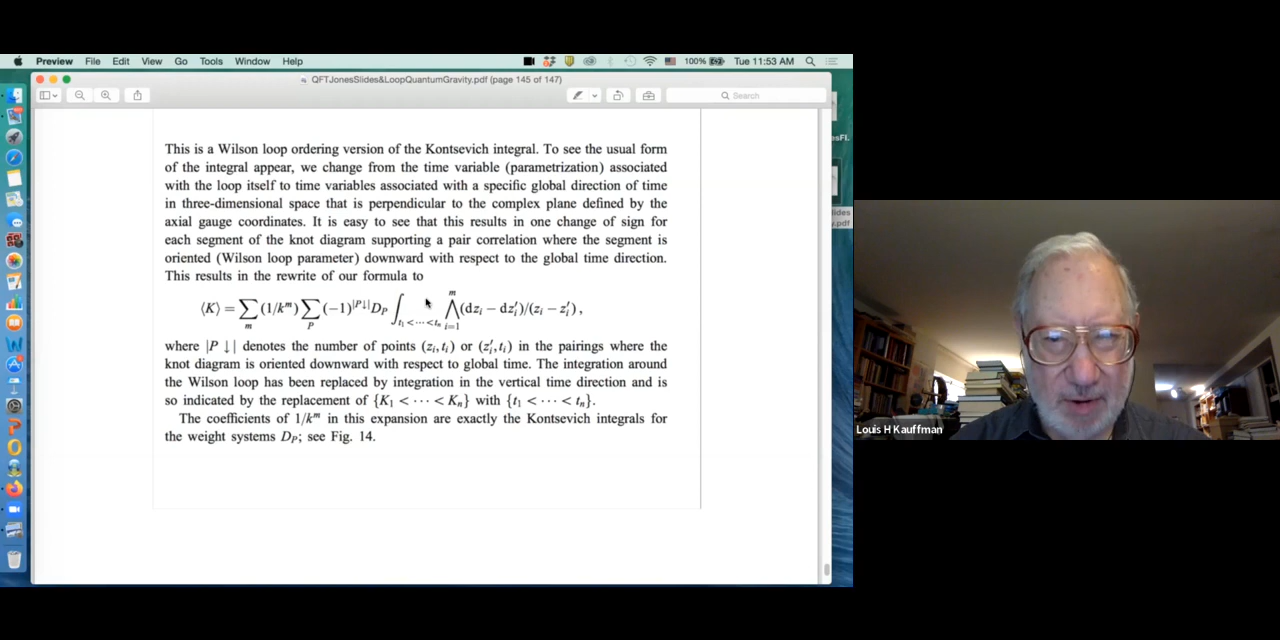 Preview File Edit View Go Tools Window Help 100% Tue 11:53 AM
QFTJonesSlides&LoopQuantumGravity.pdf (page 145 of 147)
Search
This is a Wilson loop ordering version of the Kontsevich integral. To see the usual form
of the integral appear, we change from the time variable (parametrization) associated
with the loop itself to time variables associated with a specific global direction of time
in three-dimensional space that is perpendicular to the complex plane defined by the
axial gauge coordinates. It is easy to see that this results in one change of sign for
each segment of the knot diagram supporting a pair correlation where the segment is
oriented (Wilson loop parameter) downward with respect to the global time direction.
This results in the rewrite of our formula to
⟨K⟩ = ∑_m (1/k^m) ∑_P (−1)^{|P↓|} D_P ∫_{t_1<⋯<t_n} ⋀_{i=1}^m (dz_i − dz_i′)/(z_i − z_i′),
where |P ↓| denotes the number of points (z_i, t_i) or (z_i′, t_i) in the pairings where the
knot diagram is oriented downward with respect to global time. The integration around
the Wilson loop has been replaced by integration in the vertical time direction and is
so indicated by the replacement of {K_1 < ⋯ < K_n} with {t_1 < ⋯ < t_n}.
The coefficients of 1/k^m in this expansion are exactly the Kontsevich integrals for
the weight systems D_P; see Fig. 14.
Louis H Kauffman